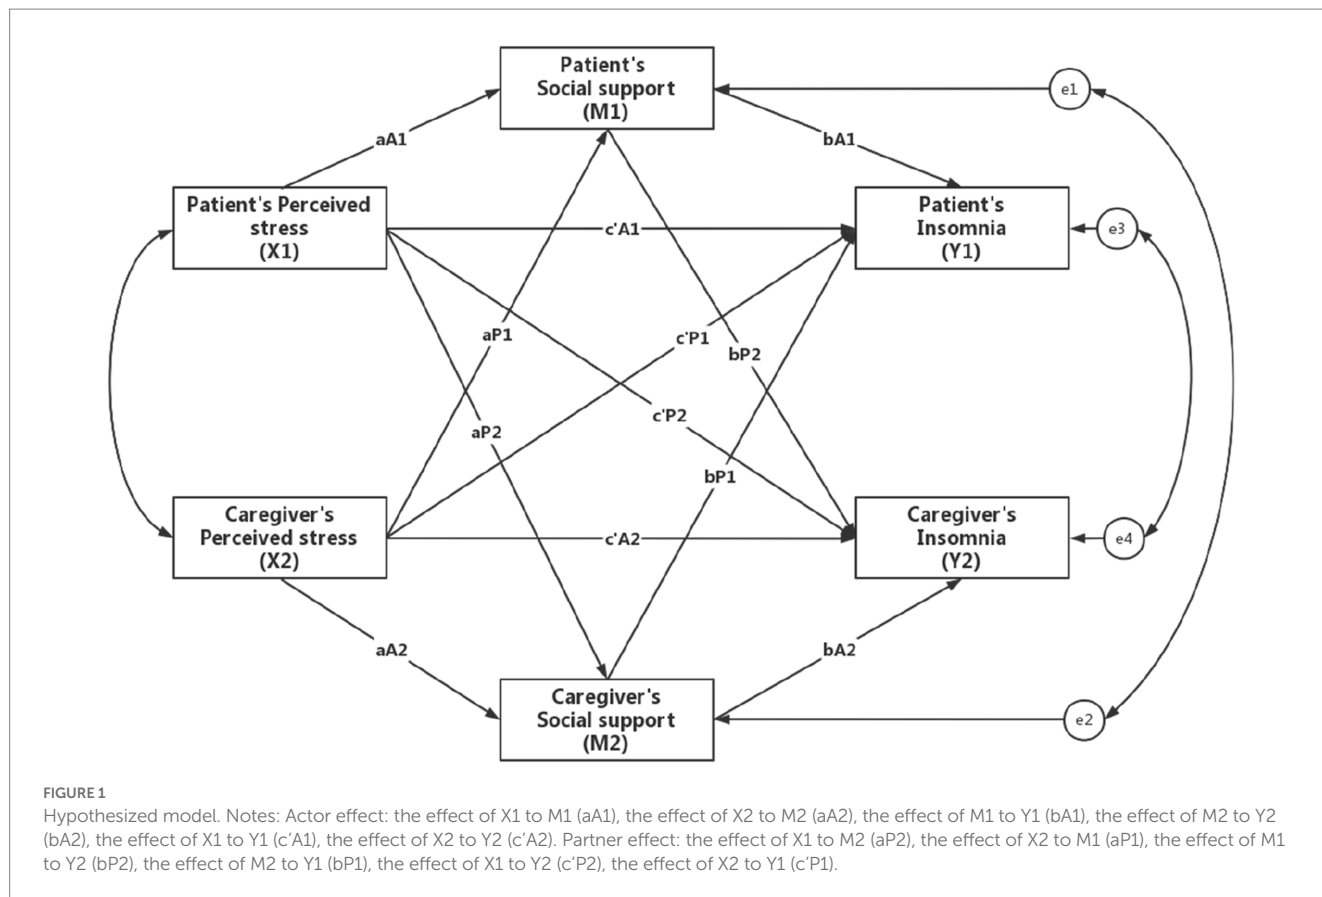 Patient's
Social support
(M1)
e1
aA1
bA1
Patient's Perceived
stress
(X1)
c'A1
Patient's
Insomnia
(Y1)
e3
aP1
c'P1
bP2
c'P2
aP2
bP1
Caregiver's
Perceived stress
(X2)
c'A2
Caregiver's
Insomnia
(Y2)
e4
aA2
bA2
Caregiver's
Social support
(M2)
e2
FIGURE 1
Hypothesized model. Notes: Actor effect: the effect of X1 to M1 (aA1), the effect of X2 to M2 (aA2), the effect of M1 to Y1 (bA1), the effect of M2 to Y2
(bA2), the effect of X1 to Y1 (c'A1), the effect of X2 to Y2 (c'A2). Partner effect: the effect of X1 to M2 (aP2), the effect of X2 to M1 (aP1), the effect of M1
to Y2 (bP2), the effect of M2 to Y1 (bP1), the effect of X1 to Y2 (c'P2), the effect of X2 to Y1 (c'P1).